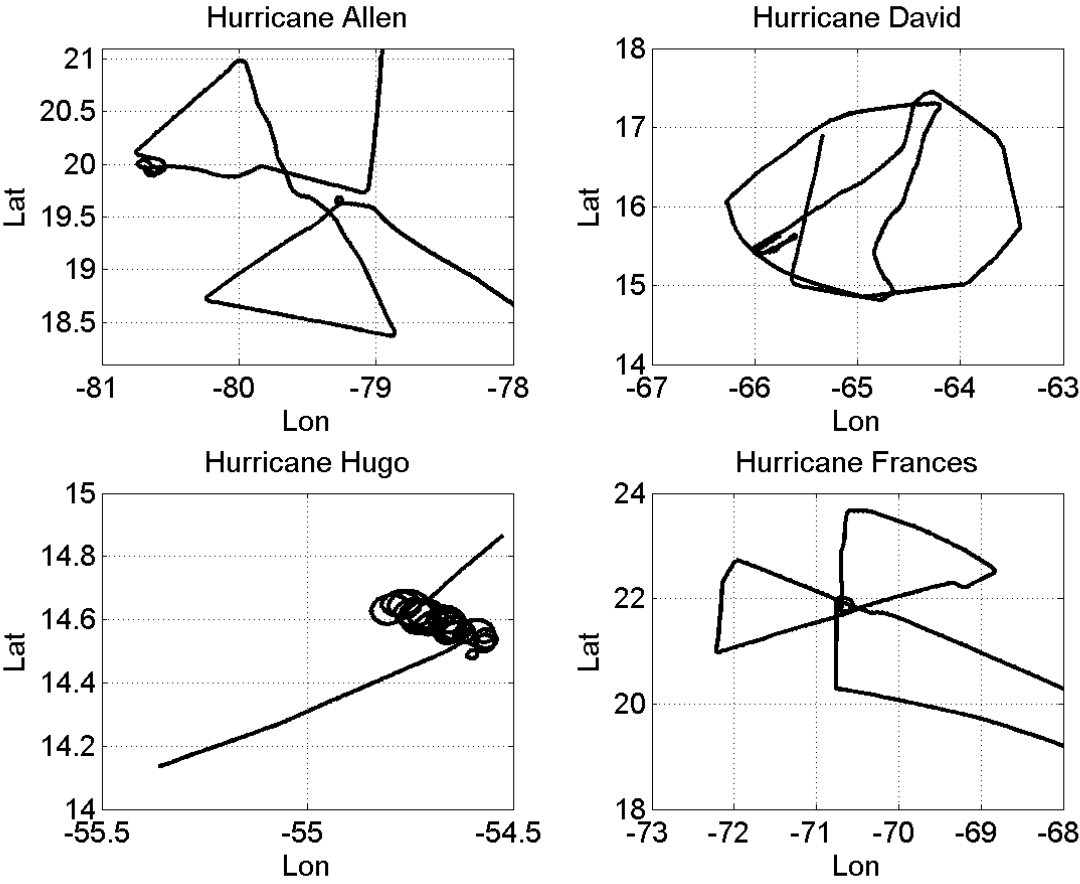 Hurricane Allen
21
20.5
20
19.5
19
18.5
-81 -80 -79 -78
Lat
Lon
Hurricane David
18
17
16
15
14
-67 -66 -65 -64 -63
Lat
Lon
Hurricane Hugo
15
14.8
14.6
14.4
14.2
14
-55.5 -55 -54.5
Lat
Lon
Hurricane Frances
24
22
20
18
-73 -72 -71 -70 -69 -68
Lat
Lon